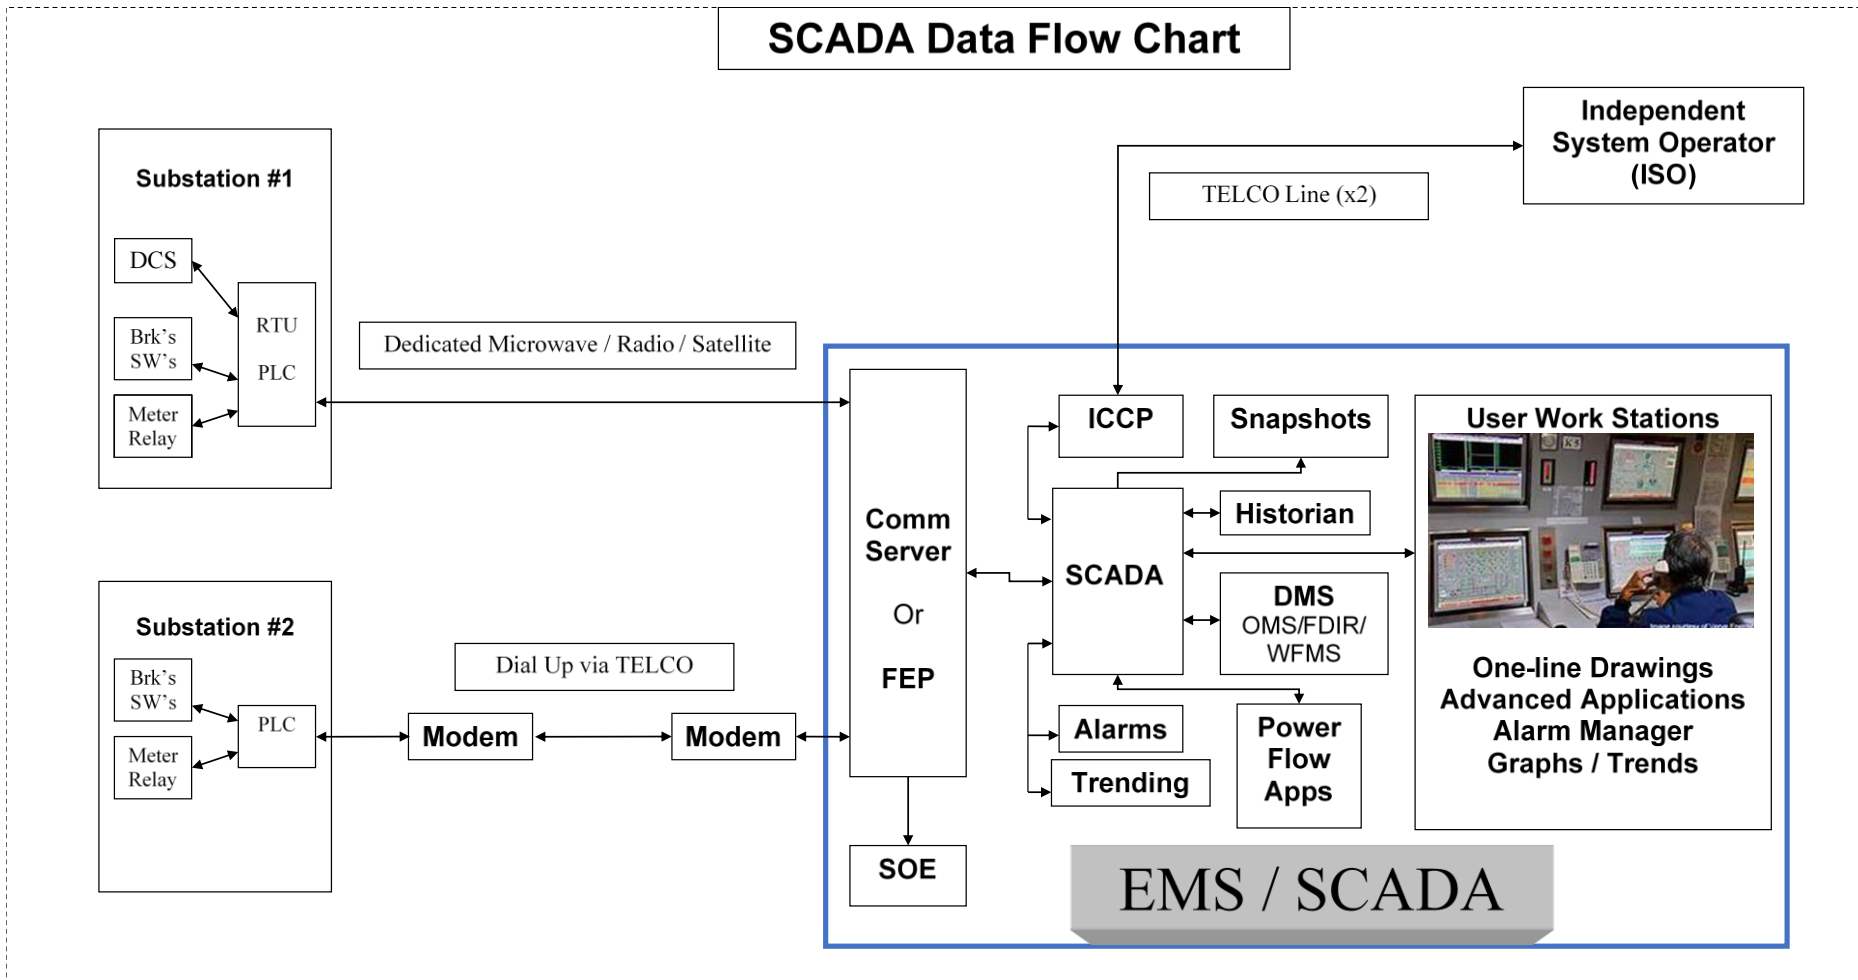 SCADA Data Flow Chart
Independent
System Operator
(ISO)
TELCO Line (x2)
Substation #1
DCS
Brk’s
SW’s
Meter
Relay
RTU
PLC
Dedicated Microwave / Radio / Satellite
Substation #2
Brk’s
SW’s
Meter
Relay
PLC
Dial Up via TELCO
Modem
Modem
Comm
Server
Or
FEP
SOE
ICCP
Snapshots
Historian
SCADA
DMS
OMS/FDIR/
WFMS
Alarms
Trending
Power
Flow
Apps
User Work Stations
K5
One-line Drawings
Advanced Applications
Alarm Manager
Graphs / Trends
EMS / SCADA